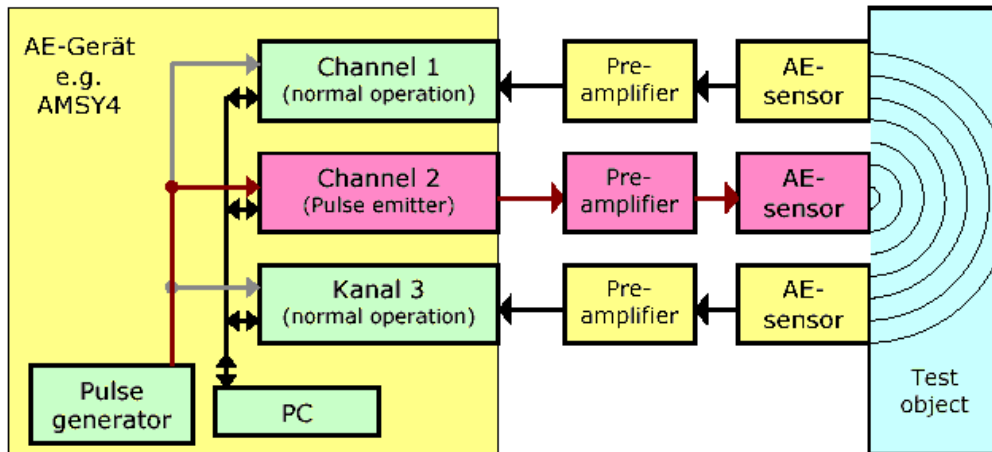 AE-Gerät
e.g.
AMSY4
Channel 1
(normal operation)
Pre-
amplifier
AE-
sensor
Channel 2
(Pulse emitter)
Pre-
amplifier
AE-
sensor
Kanal 3
(normal operation)
Pre-
amplifier
AE-
sensor
Pulse
generator
PC
Test
object